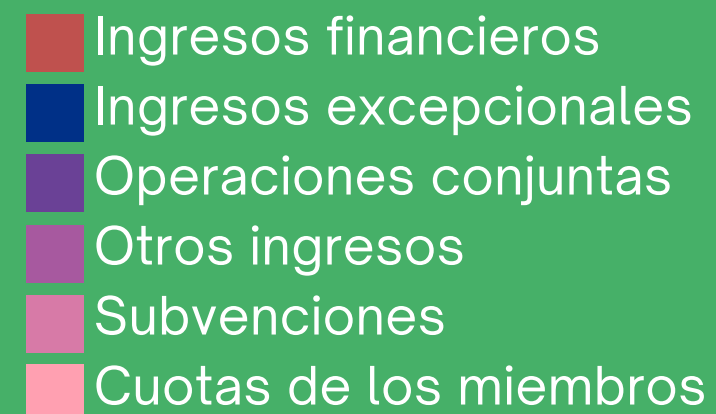 Ingresos financieros
Ingresos excepcionales
Operaciones conjuntas
Otros ingresos
Subvenciones
Cuotas de los miembros